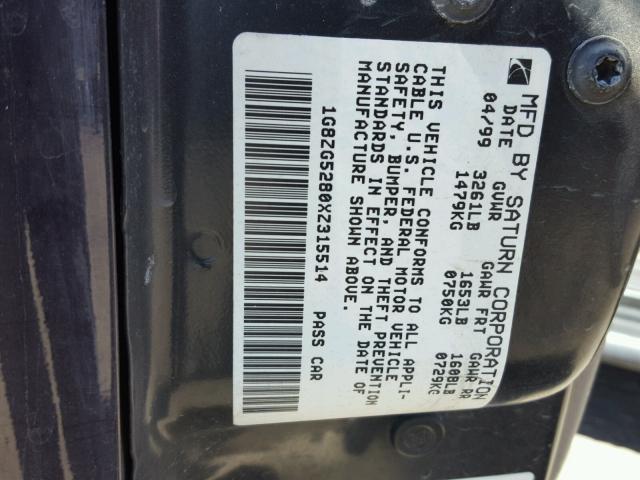 MFD BY SATURN CORPORATION
DATE GVWR GAWR FRT GAWR RR
04/99 3261LB 1653LB 1608LB
1479KG 0750KG 0729KG
THIS VEHICLE CONFORMS TO ALL APPLI-
CABLE U.S. FEDERAL MOTOR VEHICLE
SAFETY, BUMPER, AND THEFT PREVENTION
STANDARDS IN EFFECT ON THE DATE OF
MANUFACTURE SHOWN ABOVE.
1G8ZG5280XZ315514 PASS CAR